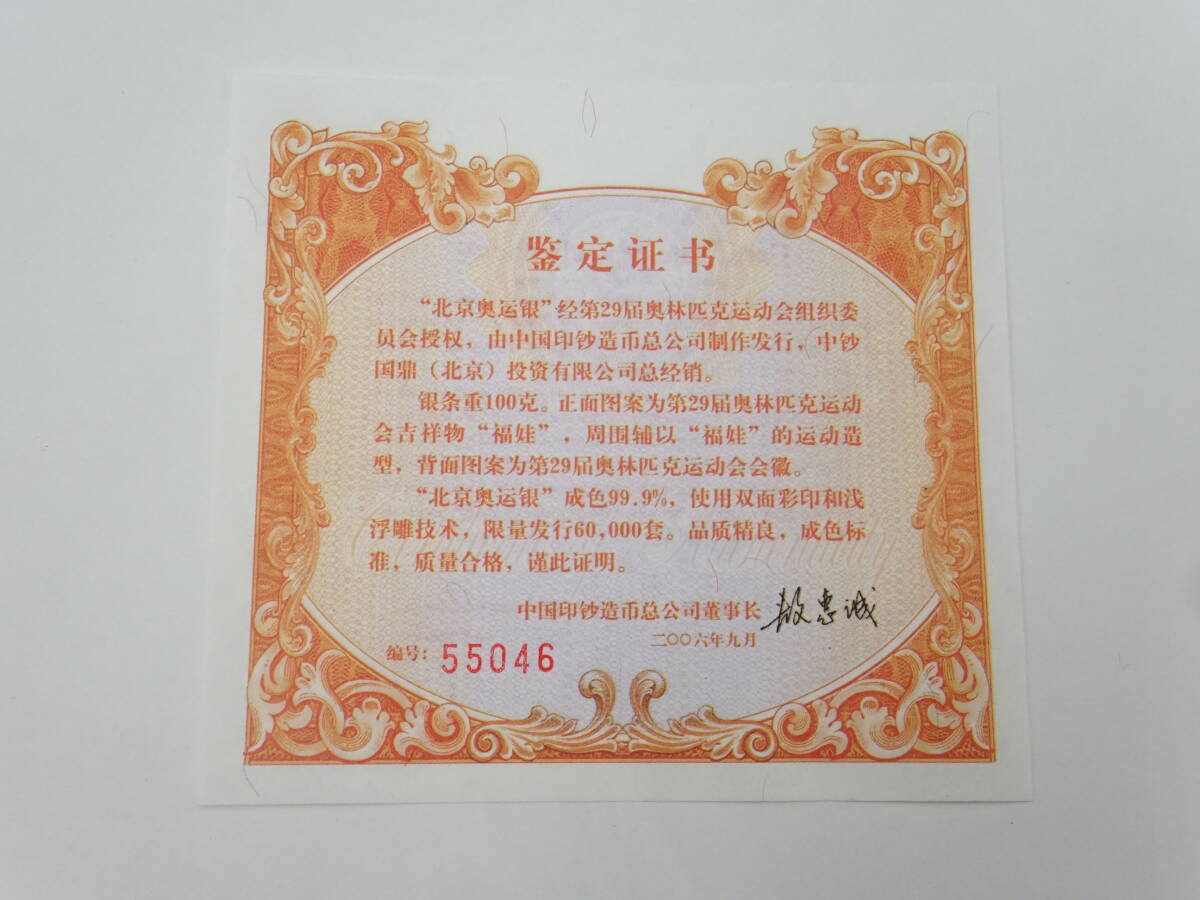 鉴定证书
“北京奥运银”经第29届奥林匹克运动会组织委
员会授权，由中国印钞造币总公司制作发行，中钞
国鼎（北京）投资有限公司总经销。
银条重100克。正面图案为第29届奥林匹克运动
会吉祥物“福娃”，周围辅以“福娃”的运动造
型，背面图案为第29届奥林匹克运动会会徽。
“北京奥运银”成色99.9%，使用双面彩印和浅
浮雕技术，限量发行60,000套。品质精良，成色标
准，质量合格，谨此证明。
中国印钞造币总公司董事长
二〇〇六年九月
编号：55046